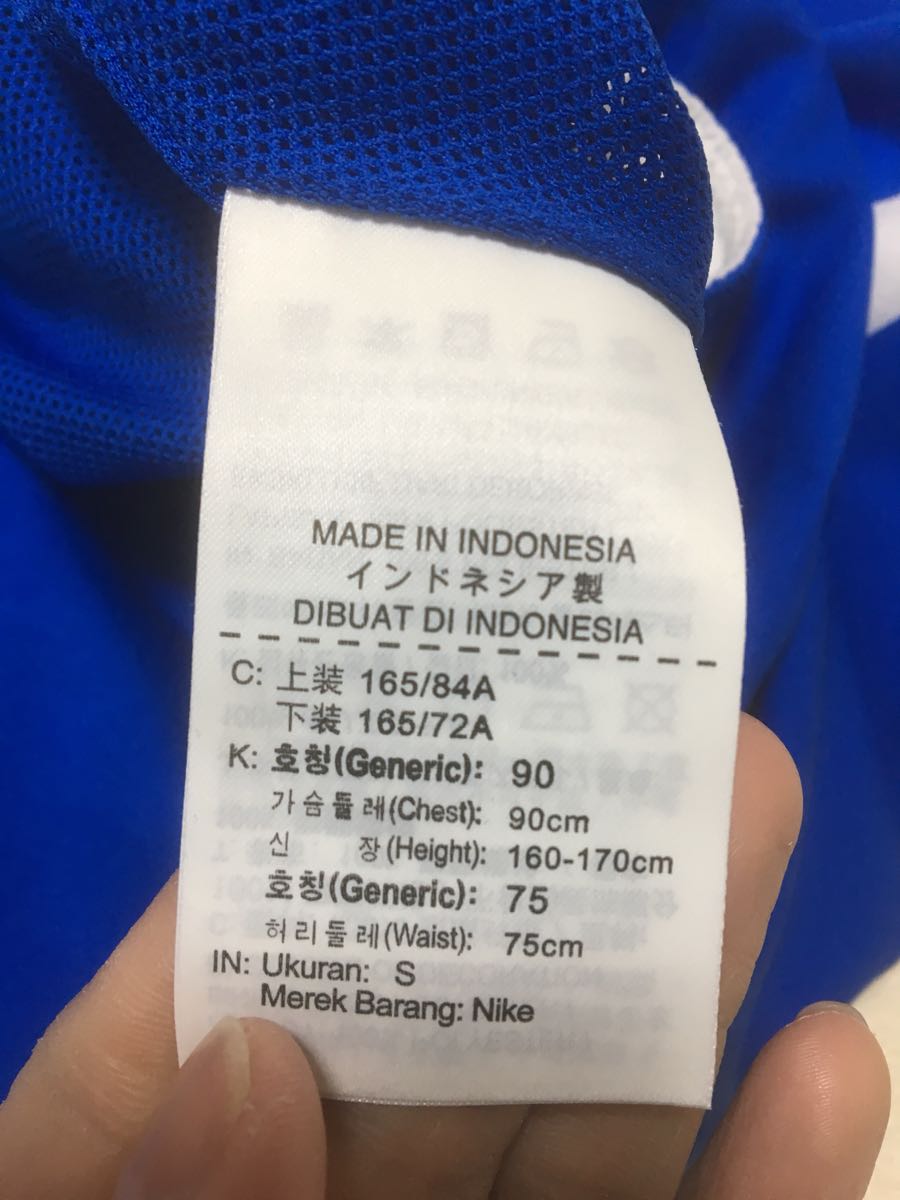 MADE IN INDONESIA
インドネシア製
DIBUAT DI INDONESIA
C: 上装 165/84A
下装 165/72A
K: 호칭(Generic): 90
가슴둘레(Chest): 90cm
신 장(Height): 160-170cm
호칭(Generic): 75
허리둘레(Waist): 75cm
IN: Ukuran: S
Merek Barang: Nike